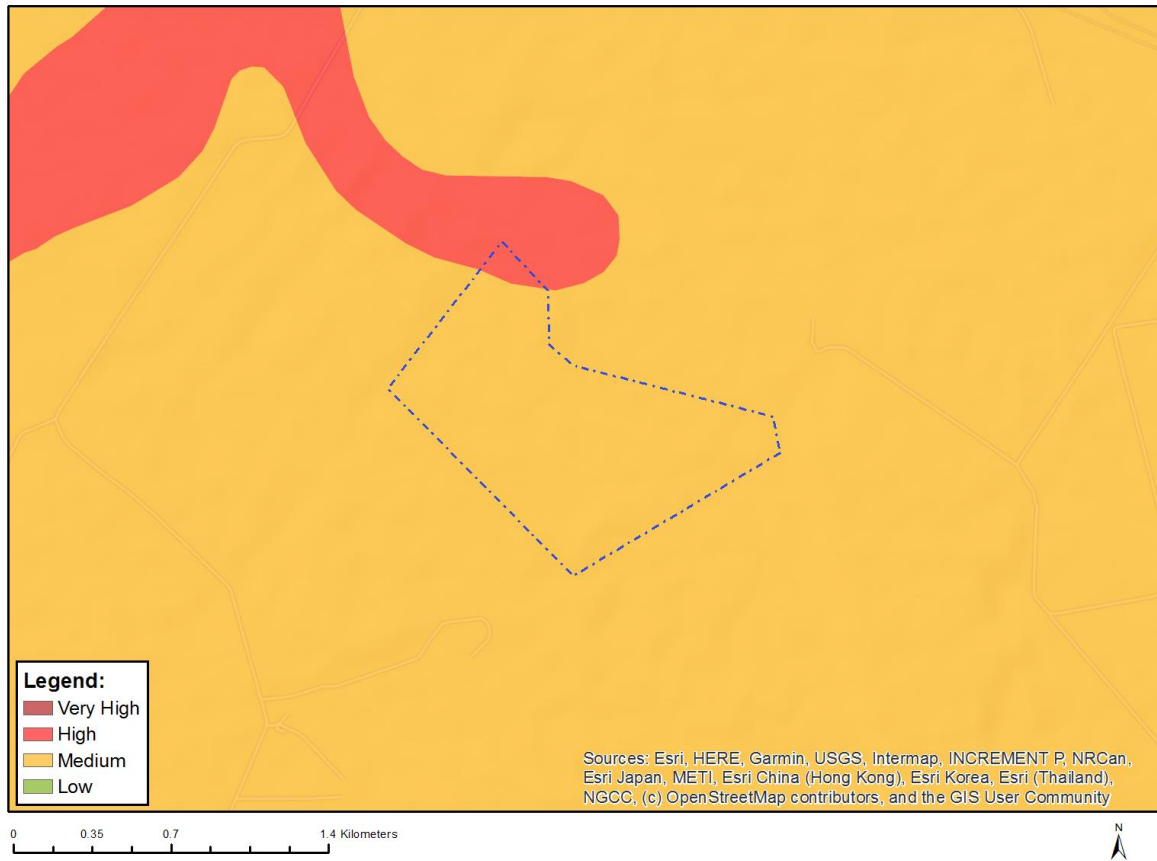 Legend:
Very High
High
Medium
Low
Sources: Esri, HERE, Garmin, USGS, Intermap, INCREMENT P, NRCan,
Esri Japan, METI, Esri China (Hong Kong), Esri Korea, Esri (Thailand),
NGCC, (c) OpenStreetMap contributors, and the GIS User Community
0 0.35 0.7 1.4 Kilometers
N